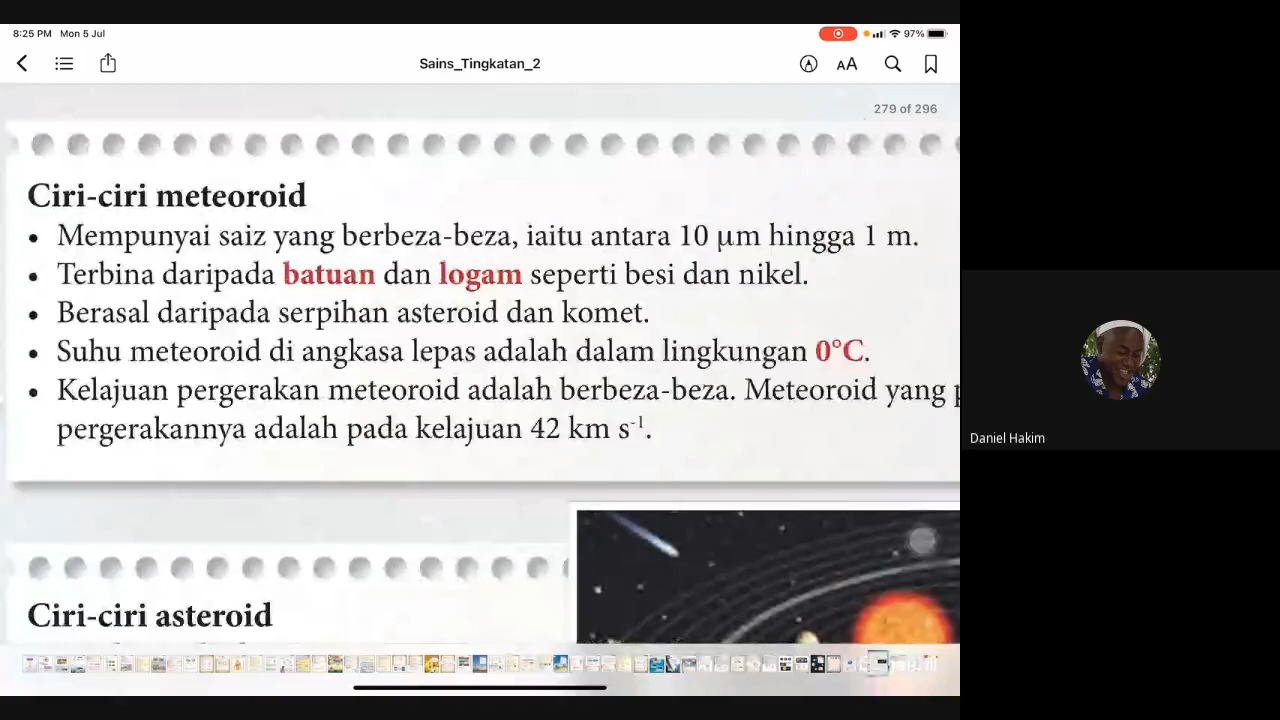 8:25 PM Mon 5 Jul
97%
Sains_Tingkatan_2
AA
279 of 296
Ciri-ciri meteoroid
• Mempunyai saiz yang berbeza-beza, iaitu antara 10 μm hingga 1 m.
• Terbina daripada batuan dan logam seperti besi dan nikel.
• Berasal daripada serpihan asteroid dan komet.
• Suhu meteoroid di angkasa lepas adalah dalam lingkungan 0°C.
• Kelajuan pergerakan meteoroid adalah berbeza-beza. Meteoroid yang
pergerakannya adalah pada kelajuan 42 km s⁻¹.
Ciri-ciri asteroid
Daniel Hakim